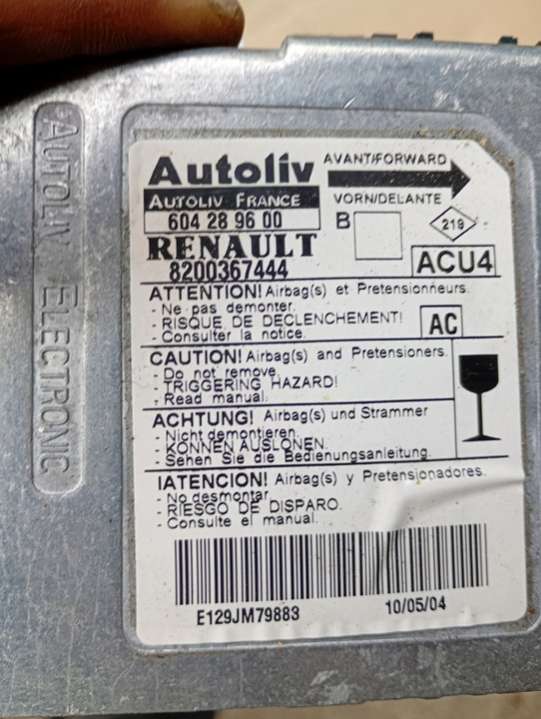 AUTOLIV ELECTRONIC
Autoliv
AVANT/FORWARD
AUTOLIV FRANCE
VORN/DELANTE
604 28 96 00
B
219
RENAULT
8200367444
ACU4
ATTENTION! Airbag(s) et Pretensionneurs.
- Ne pas demonter.
- RISQUE DE DECLENCHEMENT!
- Consulter la notice.
AC
CAUTION! Airbag(s) and Pretensioners.
- Do not remove.
- TRIGGERING HAZARD!
- Read manual.
ACHTUNG! Airbag(s) und Strammer
- Nicht demontieren.
- KONNEN AUSLONEN.
- Sehen Sie die Bedienungsanleitung.
IATENCION! Airbag(s) y Pretensionadores.
- No desmontar.
- RIESGO DE DISPARO.
- Consulte el manual.
E129JM79883
10/05/04